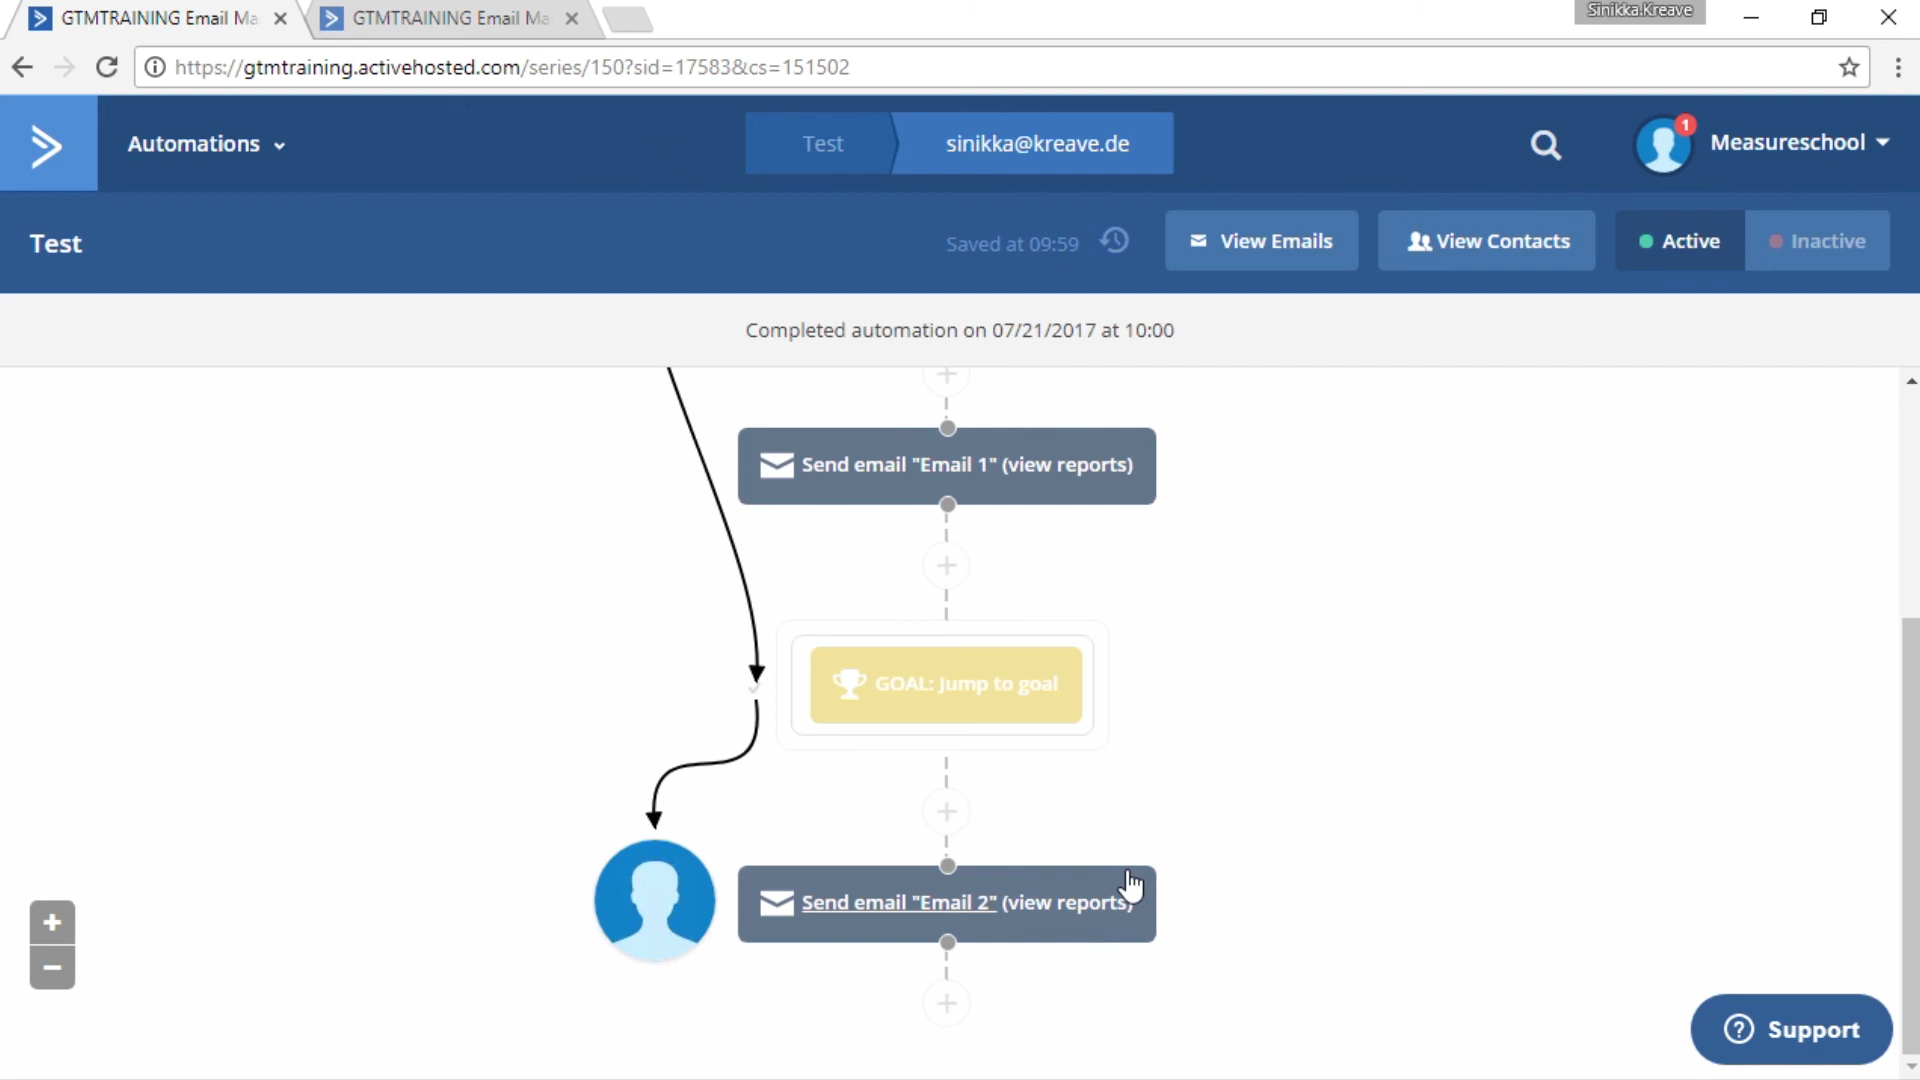 GTMTRAINING Email Ma
GTMTRAINING Email Ma
Sinikka.Kreave
https://gtmtraining.activehosted.com/series/150?sid=17583&cs=151502
Automations
Test
sinikka@kreave.de
1
Measureschool
Test
Saved at 09:59
View Emails
View Contacts
Active
Inactive
Completed automation on 07/21/2017 at 10:00
Send email "Email 1" (view reports)
GOAL: Jump to goal
Send email "Email 2" (view reports)
Support